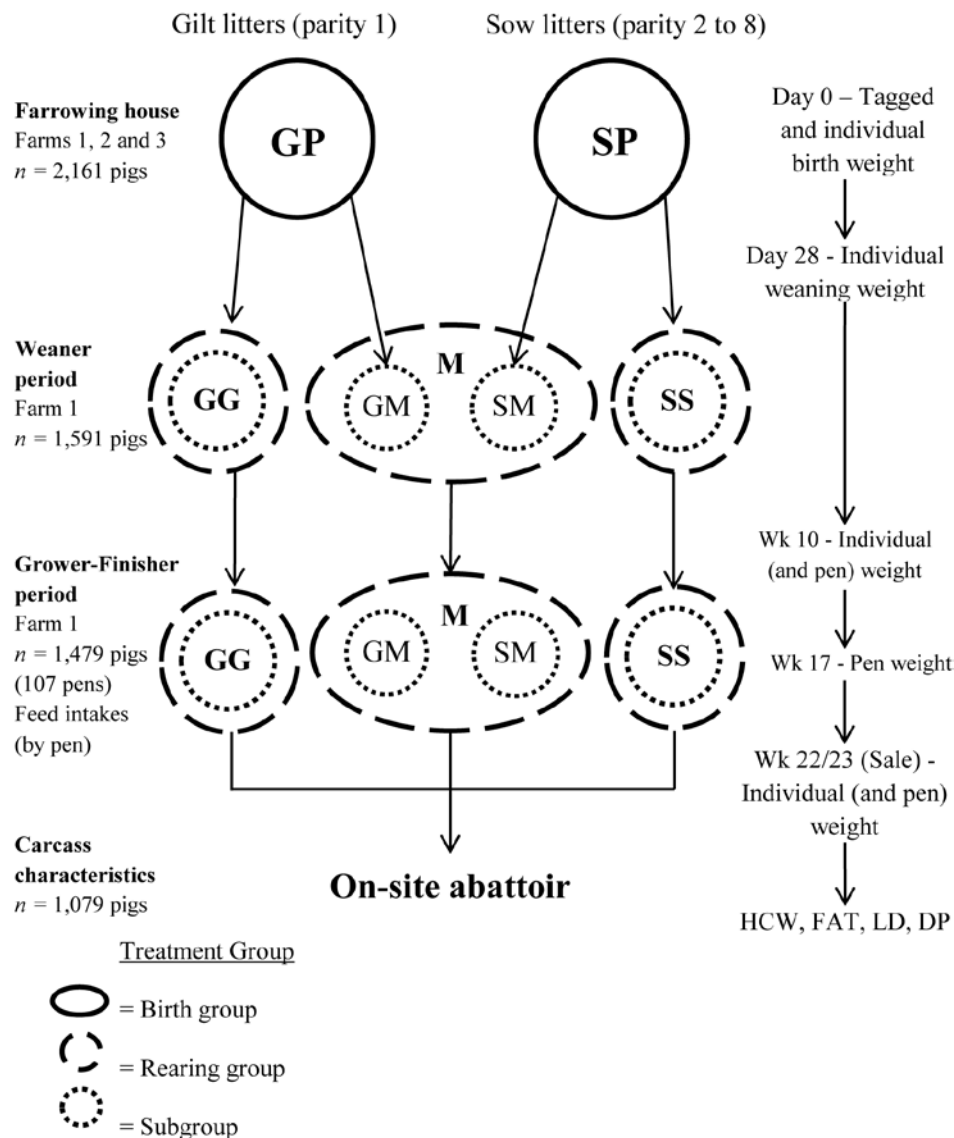 Gilt litters (parity 1)
Sow litters (parity 2 to 8)
Farrowing house
Farms 1, 2 and 3
n = 2,161 pigs
GP
SP
Day 0 – Tagged
and individual
birth weight
Day 28 - Individual
weaning weight
Weaner
period
Farm 1
n = 1,591 pigs
GG
M
GM
SM
SS
Wk 10 - Individual
(and pen) weight
Grower-Finisher
period
Farm 1
n = 1,479 pigs
(107 pens)
Feed intakes
(by pen)
GG
M
GM
SM
SS
Wk 17 - Pen weight
Wk 22/23 (Sale) -
Individual (and pen)
weight
Carcass
characteristics
n = 1,079 pigs
On-site abattoir
HCW, FAT, LD, DP
Treatment Group
= Birth group
= Rearing group
= Subgroup